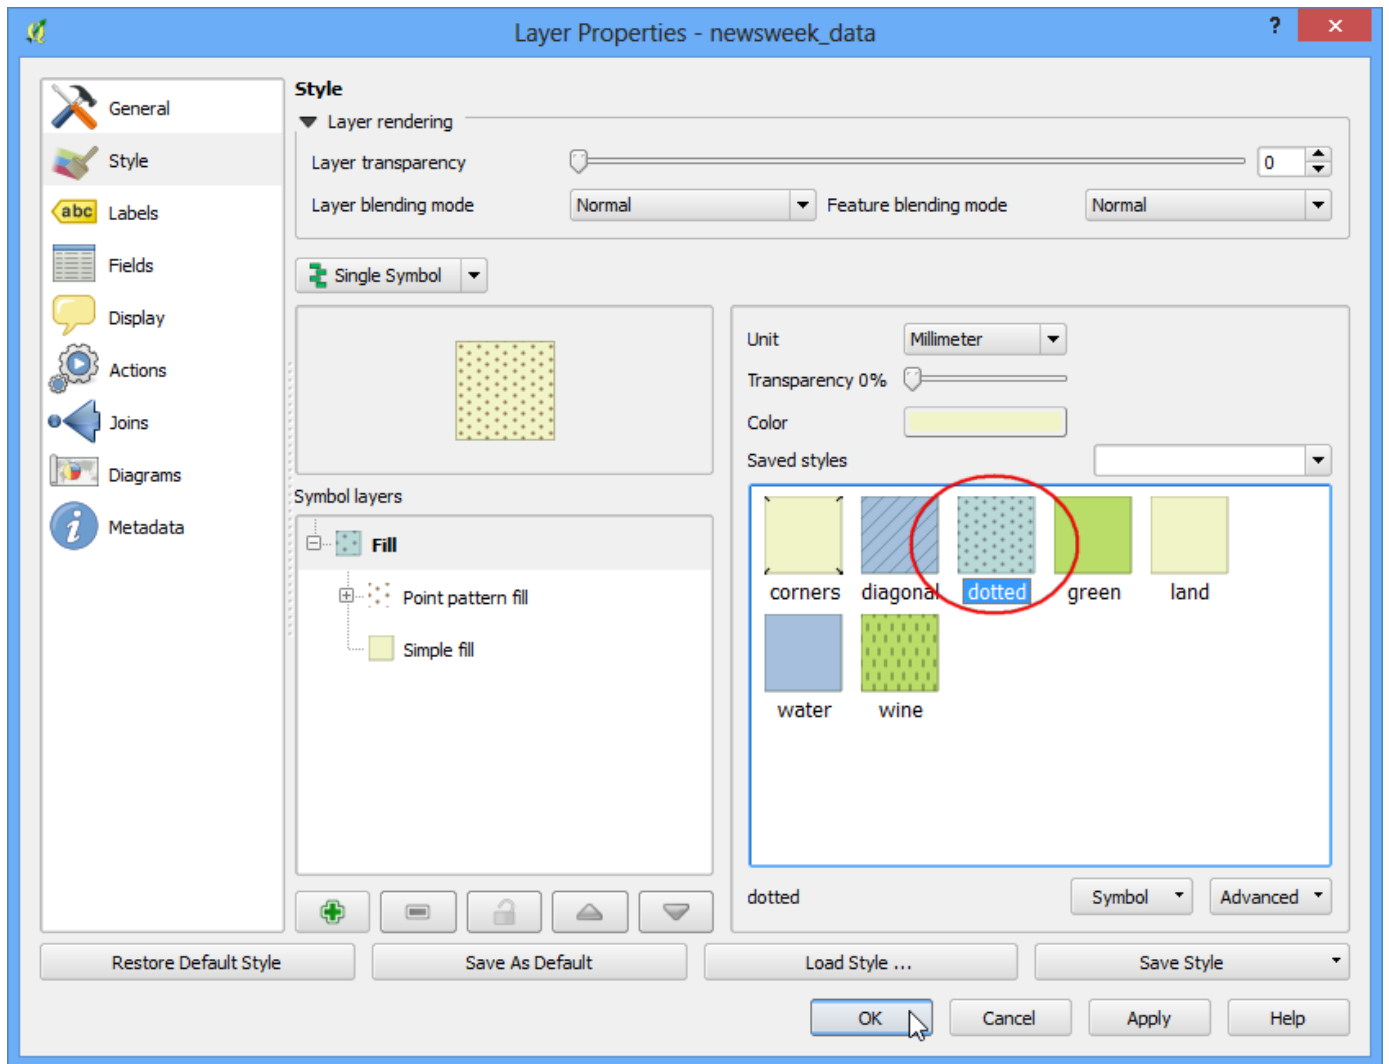 Layer Properties - newsweek_data
?
General
Style
abc
Labels
Fields
Display
Actions
Joins
Diagrams
i
Metadata
Style
Layer rendering
Layer transparency
0
Layer blending mode
Normal
Feature blending mode
Normal
Single Symbol
Symbol layers
Fill
Point pattern fill
Simple fill
Unit
Millimeter
Transparency 0%
Color
Saved styles
corners diagonal dotted green land
water wine
dotted
Symbol
Advanced
Restore Default Style
Save As Default
Load Style ...
Save Style
OK
Cancel
Apply
Help